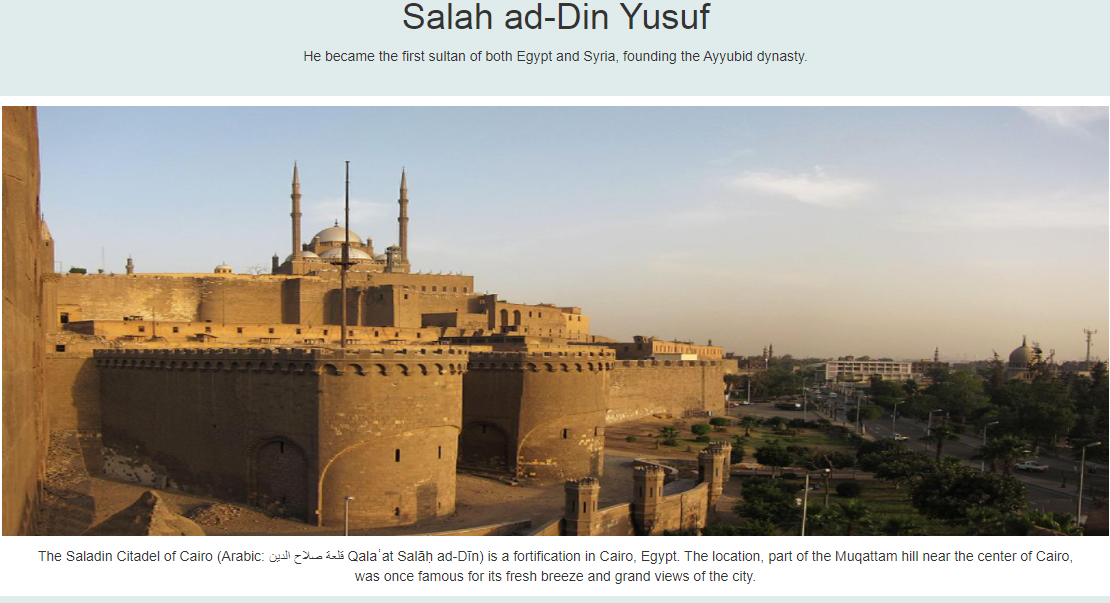 Salah ad-Din Yusuf
He became the first sultan of both Egypt and Syria, founding the Ayyubid dynasty.
The Saladin Citadel of Cairo (Arabic: قلعة صلاح الدين Qalaʿat Salāḥ ad-Dīn) is a fortification in Cairo, Egypt. The location, part of the Muqattam hill near the center of Cairo,
was once famous for its fresh breeze and grand views of the city.